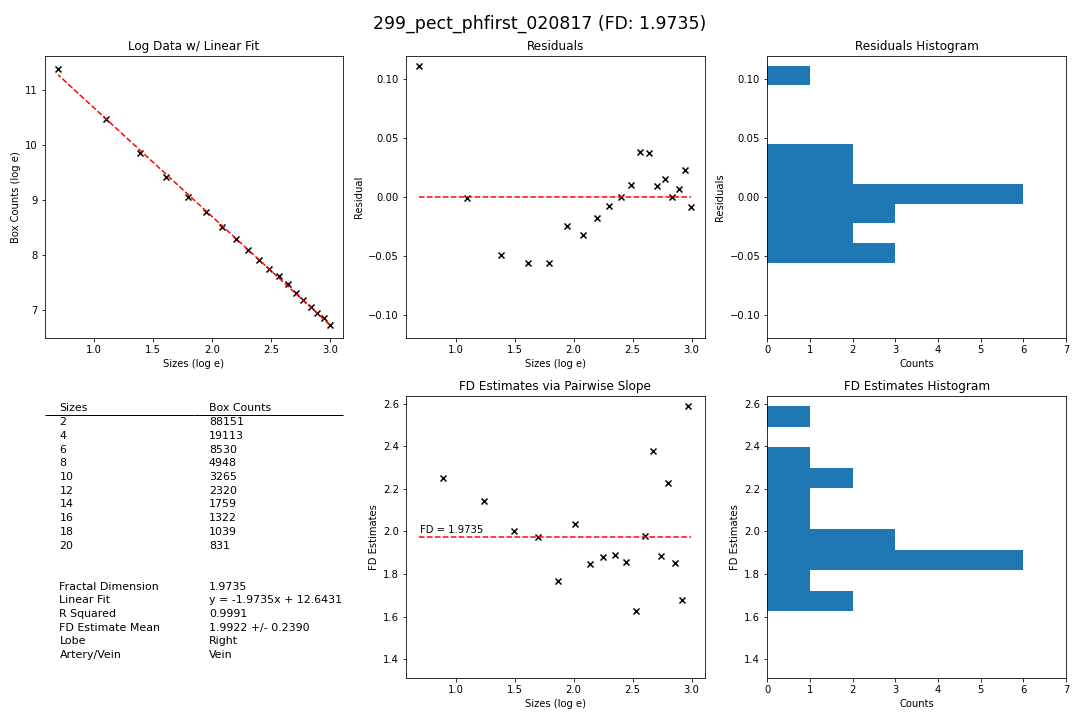 299_pect_phfirst_020817 (FD: 1.9735)
Log Data w/ Linear Fit
Box Counts (log e)
11
10
9
8
7
1.0 1.5 2.0 2.5 3.0
Sizes (log e)
Residuals
Residual
0.10
0.05
0.00
−0.05
−0.10
1.0 1.5 2.0 2.5 3.0
Sizes (log e)
Residuals Histogram
Residuals
0.10
0.05
0.00
−0.05
−0.10
0 1 2 3 4 5 6 7
Counts
Sizes Box Counts
2 88151
4 19113
6 8530
8 4948
10 3265
12 2320
14 1759
16 1322
18 1039
20 831
Fractal Dimension 1.9735
Linear Fit y = -1.9735x + 12.6431
R Squared 0.9991
FD Estimate Mean 1.9922 +/- 0.2390
Lobe Right
Artery/Vein Vein
FD Estimates via Pairwise Slope
FD Estimates
2.6
2.4
2.2
2.0
1.8
1.6
1.4
FD = 1.9735
1.0 1.5 2.0 2.5 3.0
Sizes (log e)
FD Estimates Histogram
FD Estimates
2.6
2.4
2.2
2.0
1.8
1.6
1.4
0 1 2 3 4 5 6 7
Counts